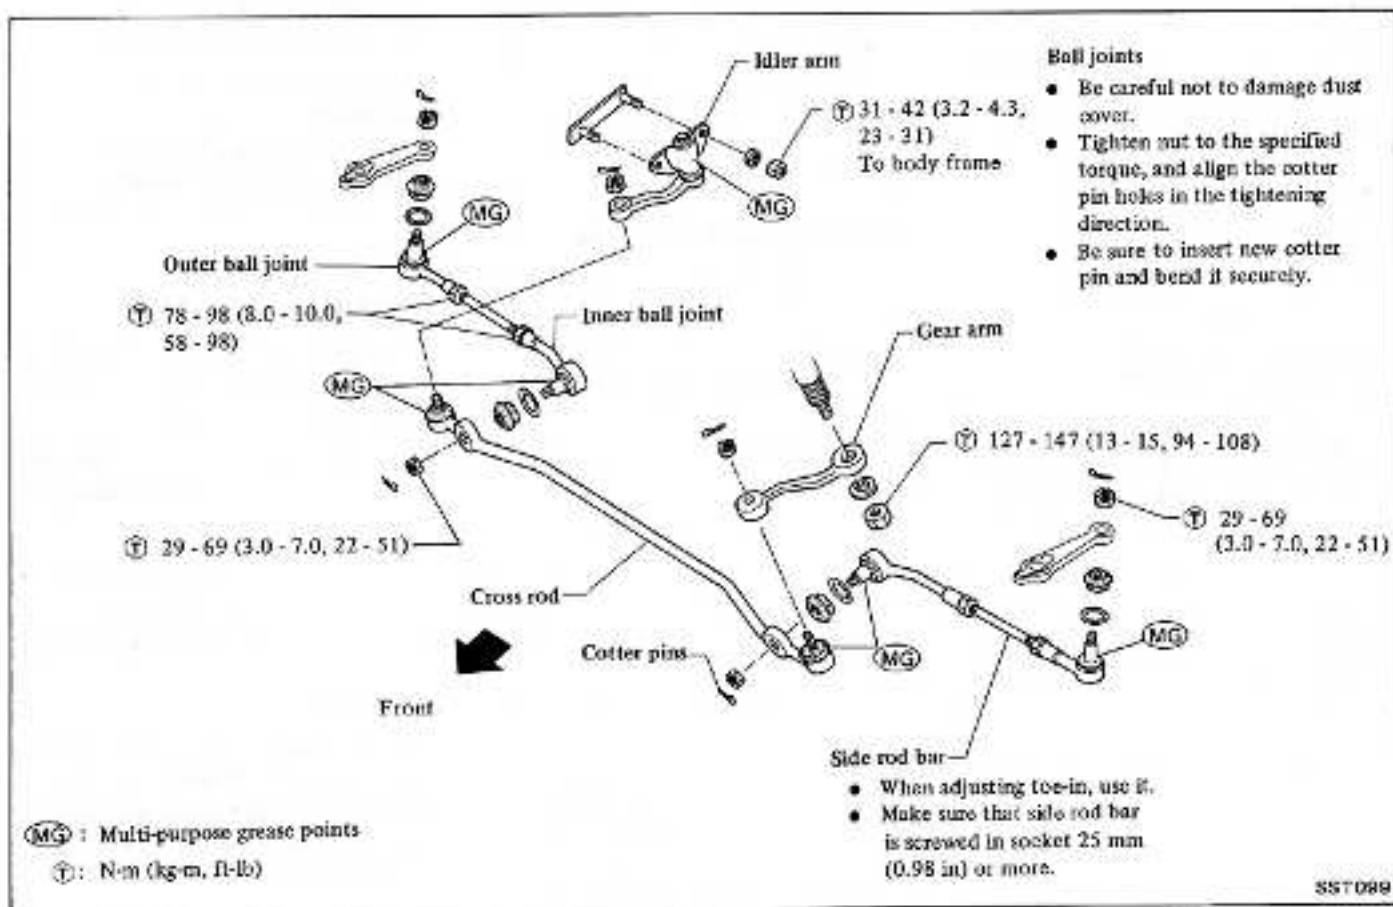 Idler arm
Ⓣ 31 - 42 (3.2 - 4.3,
23 - 31)
To body frame
MG
Ball joints
● Be careful not to damage dust
cover.
● Tighten nut to the specified
torque, and align the cotter
pin holes in the tightening
direction.
● Be sure to insert new cotter
pin and bend it securely.
MG
Outer ball joint
Ⓣ 78 - 98 (8.0 - 10.0,
58 - 98)
Inner ball joint
MG
Gear arm
Ⓣ 127 - 147 (13 - 15, 94 - 108)
Ⓣ 29 - 69
(3.0 - 7.0, 22 - 51)
Ⓣ 29 - 69 (3.0 - 7.0, 22 - 51)
Cross rod
Cotter pins
MG
MG
Front
Side rod bar
● When adjusting toe-in, use it.
● Make sure that side rod bar
is screwed in socket 25 mm
(0.98 in) or more.
MG : Multi-purpose grease points
Ⓣ : N·m (kg-m, ft-lb)
SST099